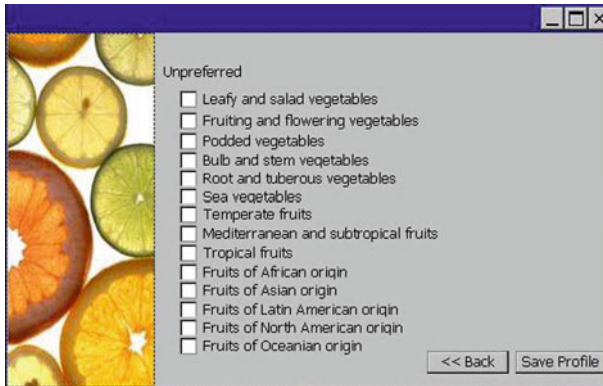 Unpreferred
Leafy and salad vegetables
Fruiting and flowering vegetables
Podded vegetables
Bulb and stem vegetables
Root and tuberous vegetables
Sea vegetables
Temperate fruits
Mediterranean and subtropical fruits
Tropical fruits
Fruits of African origin
Fruits of Asian origin
Fruits of Latin American origin
Fruits of North American origin
Fruits of Oceanian origin
<< Back Save Profile